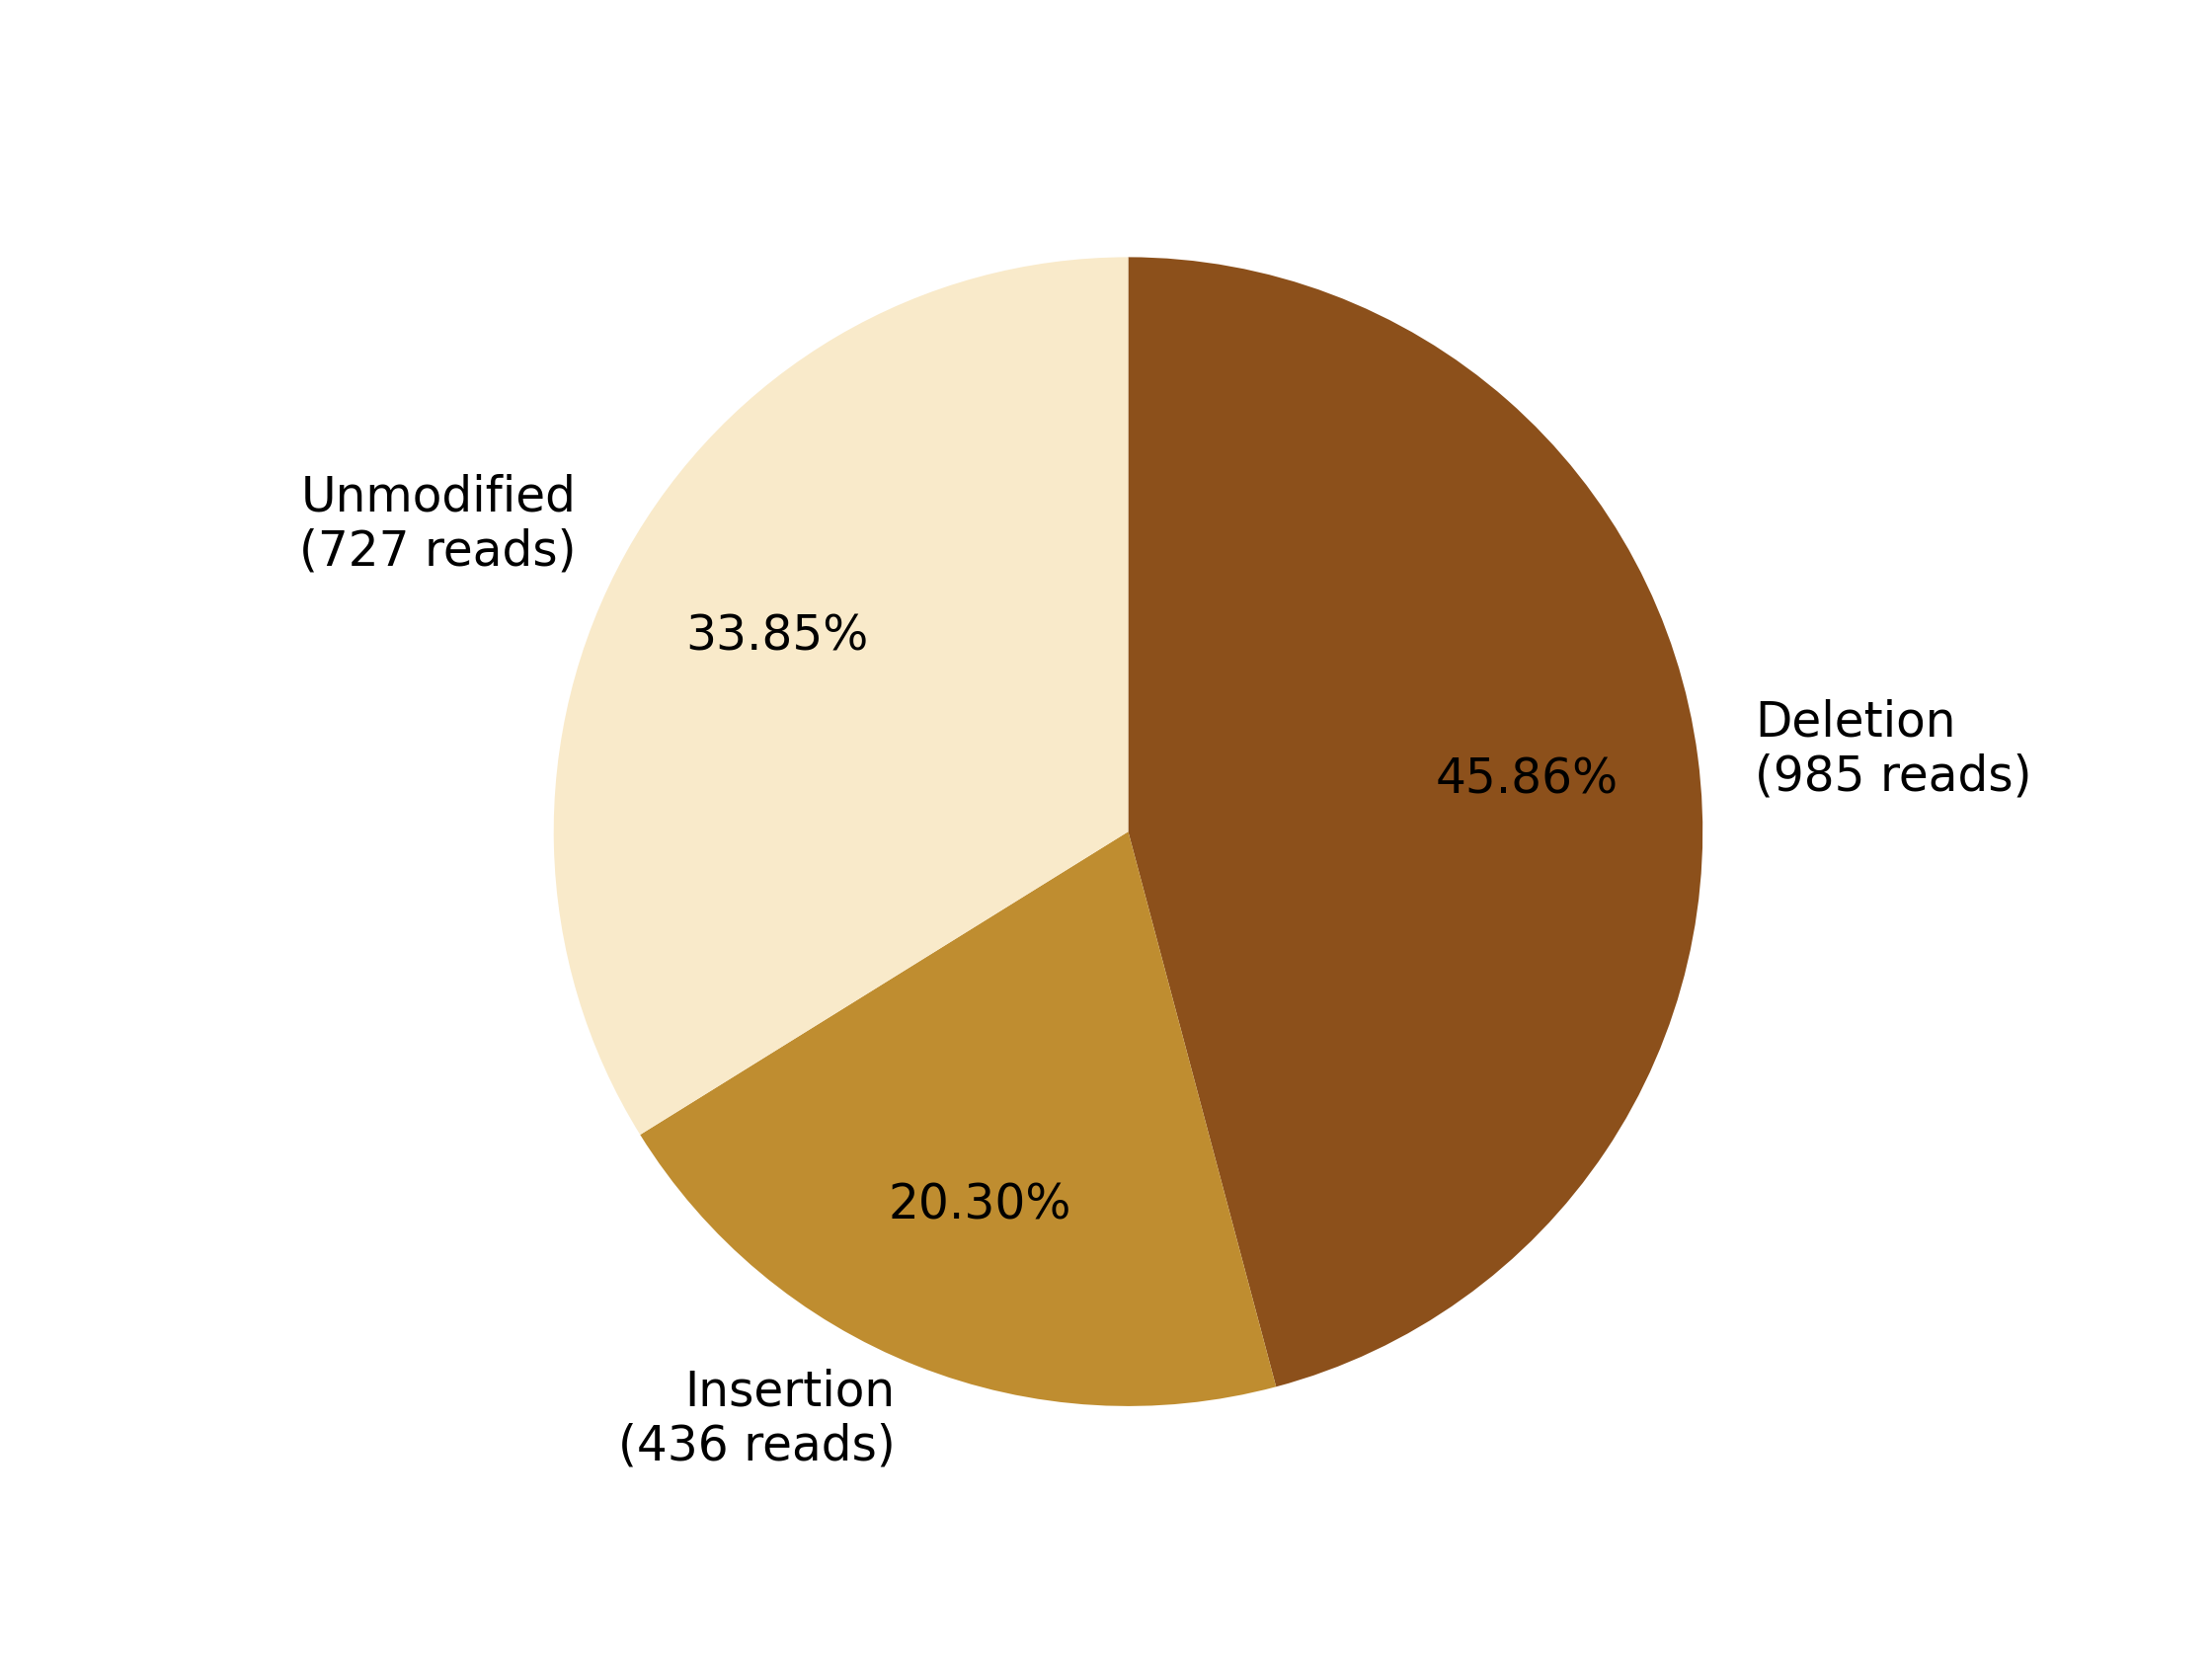 Unmodified
(727 reads)
33.85%
Deletion
(985 reads)
45.86%
20.30%
Insertion
(436 reads)